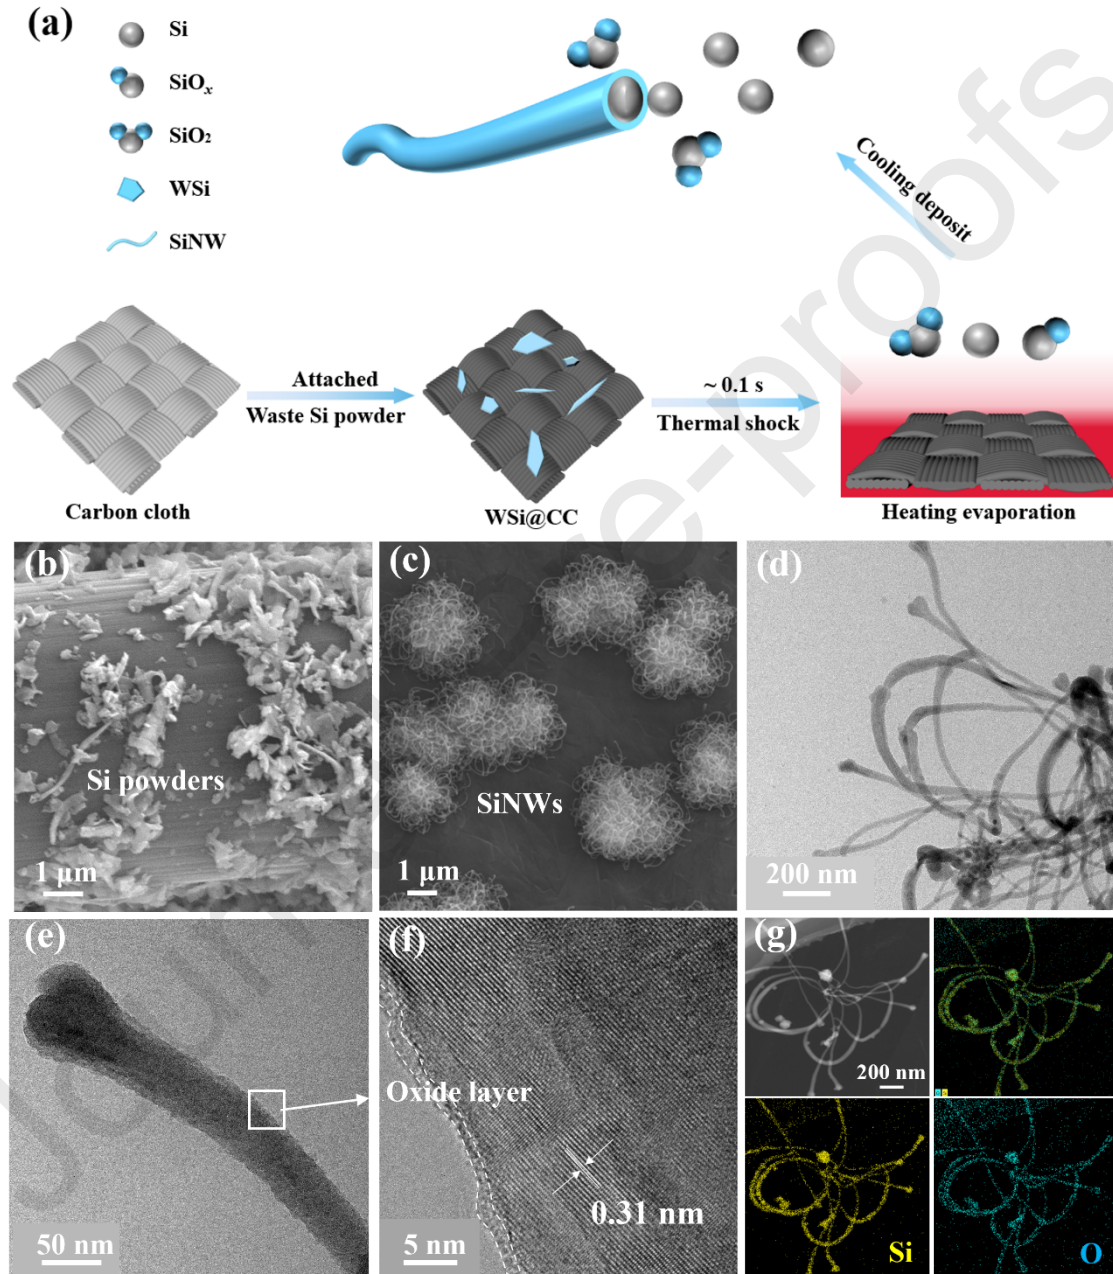 (a)
Si
SiOx
SiO2
WSi
SiNW
Cooling deposit
Attached
Waste Si powder
~ 0.1 s
Thermal shock
Carbon cloth
WSi@CC
Heating evaporation
(b)
Si powders
1 μm
(c)
SiNWs
1 μm
(d)
200 nm
(e)
50 nm
(f)
Oxide layer
0.31 nm
5 nm
(g)
200 nm
Si
O